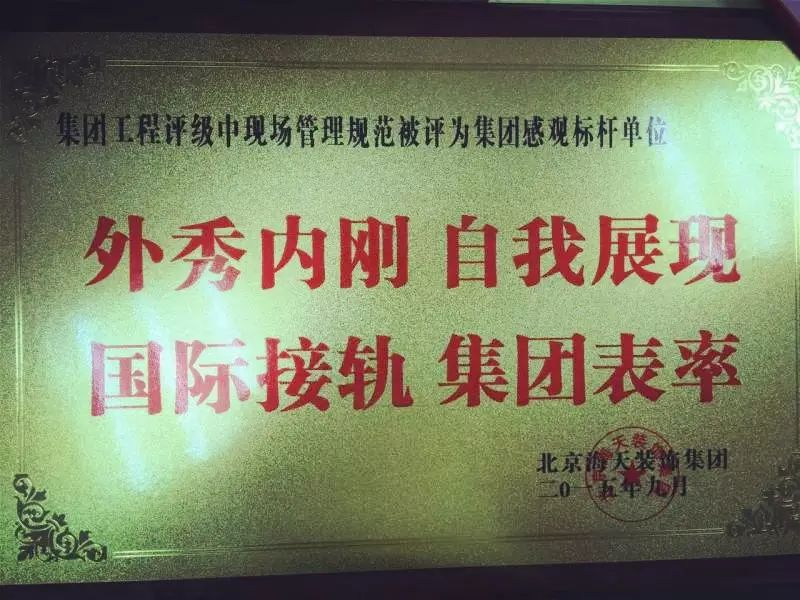 集团工程评级中现场管理规范被评为集团感观标杆单位
外秀内刚 自我展现
国际接轨 集团表率
北京海天装饰集团
二〇一五年九月